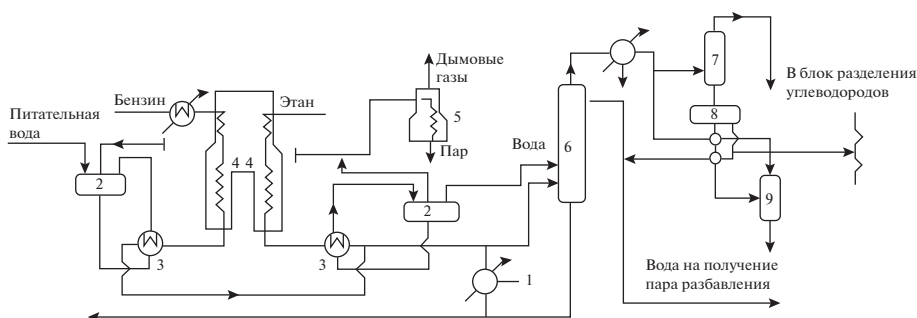 Дымовые
газы
7
В блок разделения
углеводородов
Бензин
Этан
5
8
Питательная
вода
Пар
Вода
6
2
4 4
2
9
3
3
1
Вода на получение
пара разбавления